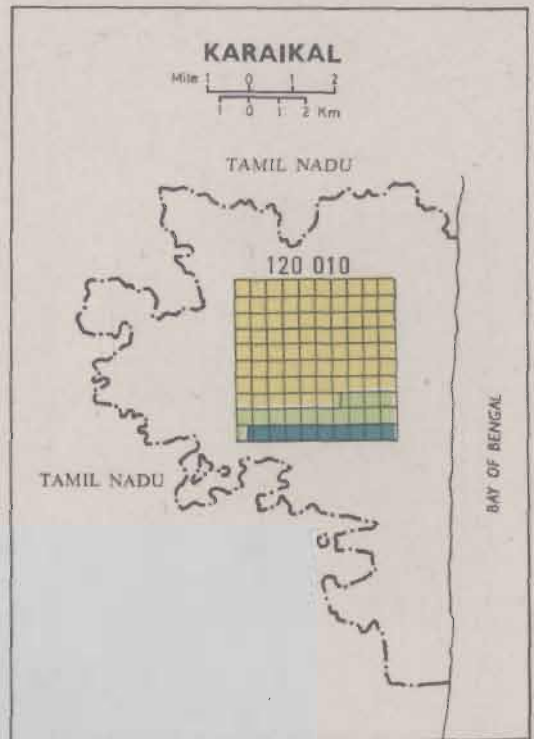 KARAIKAL
Mile 1 0 1 2
1 0 1 2 Km
TAMIL NADU
120 010
TAMIL NADU
BAY OF BENGAL